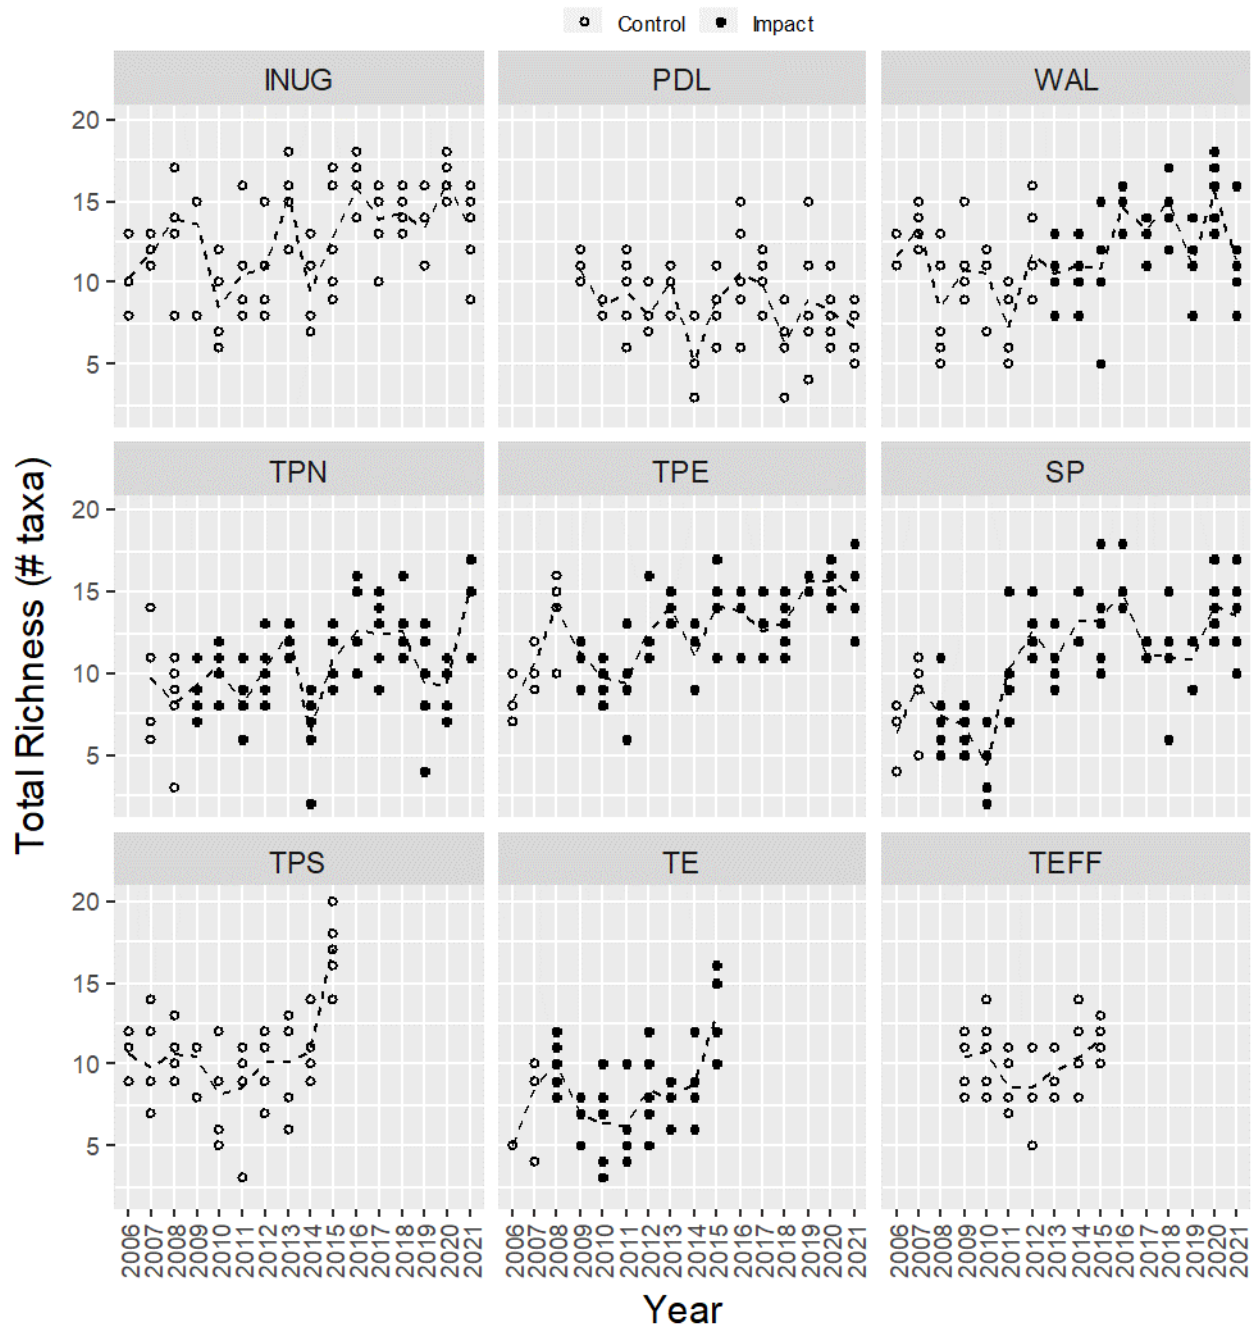 Control Impact
INUG PDL WAL
20
15
10
5
TPN TPE SP
20
15
10
5
Total Richness (# taxa)
TPS TE TEFF
20
15
10
5
2006 2007 2008 2009 2010 2011 2012 2013 2014 2015 2016 2017 2018 2019 2020 2021 2006 2007 2008 2009 2010 2011 2012 2013 2014 2015 2016 2017 2018 2019 2020 2021 2006 2007 2008 2009 2010 2011 2012 2013 2014 2015 2016 2017 2018 2019 2020 2021
Year